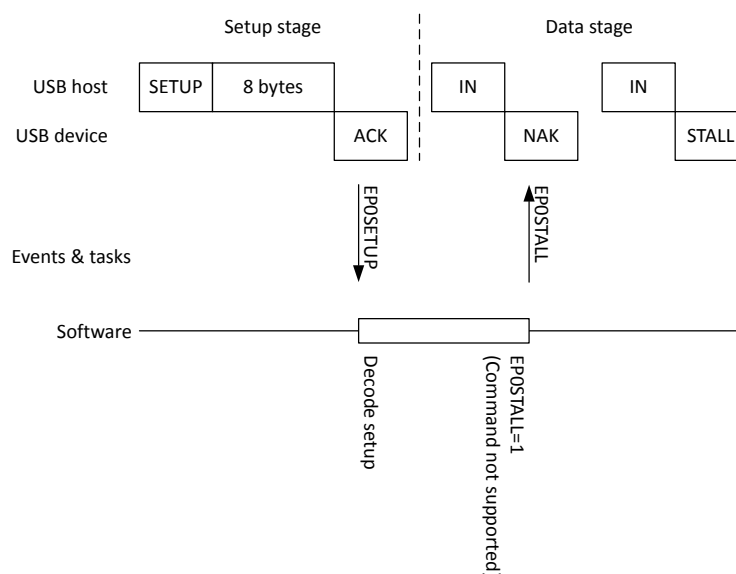 Setup stage
Data stage
USB host
SETUP
8 bytes
IN
IN
USB device
ACK
NAK
STALL
EP0SETUP
EP0STALL
Events & tasks
Software
Decode setup
EP0STALL=1
(Command not supported)